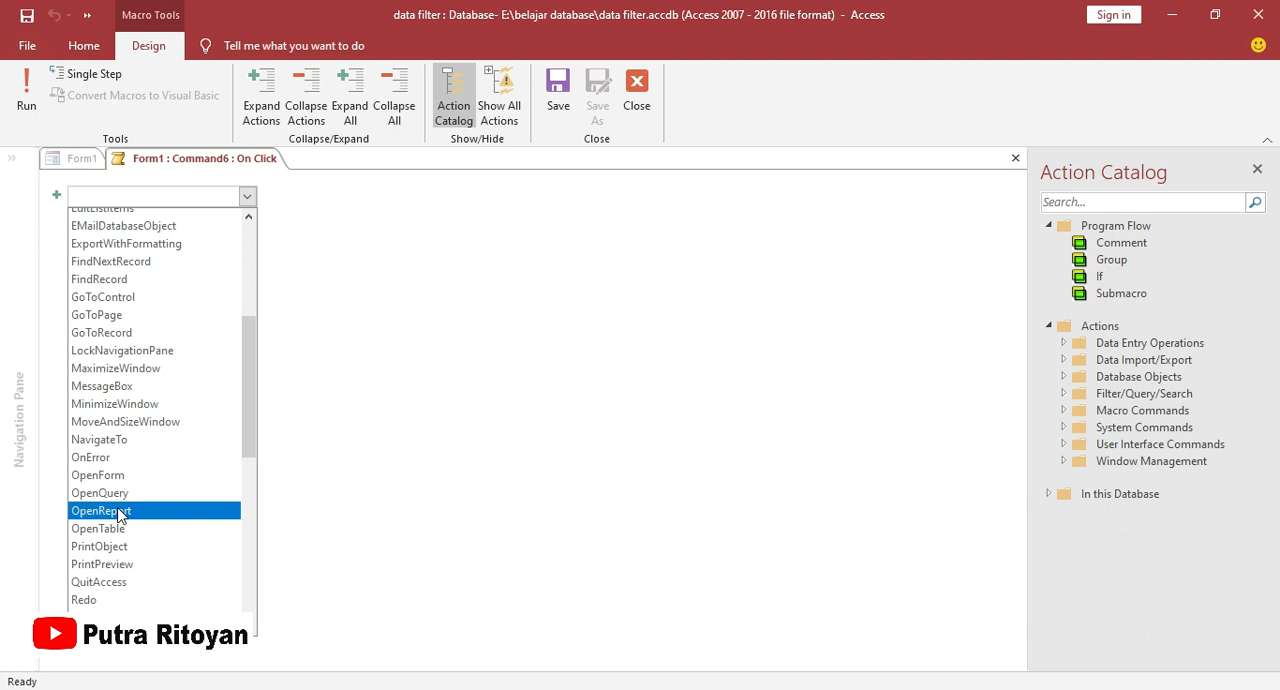 Macro Tools
data filter : Database- E:\belajar database\data filter.accdb (Access 2007 - 2016 file format) - Access
Sign in
File
Home
Design
Tell me what you want to do
Run
Single Step
Convert Macros to Visual Basic
Tools
Expand Actions
Collapse Actions
Expand All
Collapse All
Collapse/Expand
Action Catalog
Show All Actions
Show/Hide
Save
Save As
Close
Close
Form1
Form1 : Command6 : On Click
Navigation Pane
EditListItems
EMailDatabaseObject
ExportWithFormatting
FindNextRecord
FindRecord
GoToControl
GoToPage
GoToRecord
LockNavigationPane
MaximizeWindow
MessageBox
MinimizeWindow
MoveAndSizeWindow
NavigateTo
OnError
OpenForm
OpenQuery
OpenReport
OpenTable
PrintObject
PrintPreview
QuitAccess
Redo
Putra Ritoyan
Action Catalog
Search...
Program Flow
Comment
Group
If
Submacro
Actions
Data Entry Operations
Data Import/Export
Database Objects
Filter/Query/Search
Macro Commands
System Commands
User Interface Commands
Window Management
In this Database
Ready